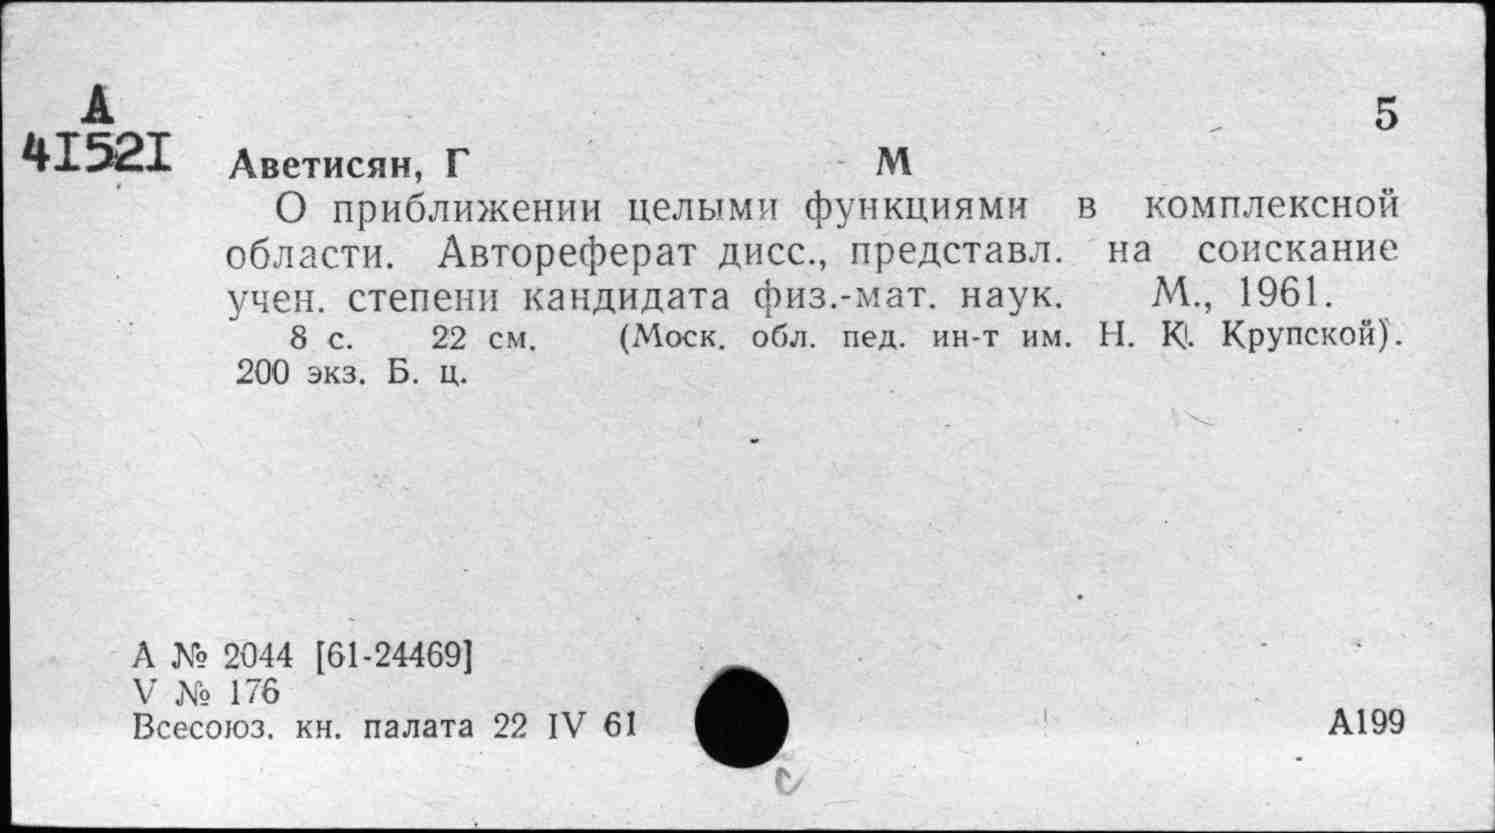 А
41521
5
Аветисян, Г М
О приближении целыми функциями в комплексной
области. Автореферат дисс., представл. на соискание
учен. степени кандидата физ.-мат. наук. М., 1961.
8 с. 22 см. (Моск. обл. пед. ин-т им. Н. К. Крупской).
200 экз. Б. ц.
А № 2044 [61-24469]
V № 176
Всесоюз. кн. палата 22 IV 61
А199
с